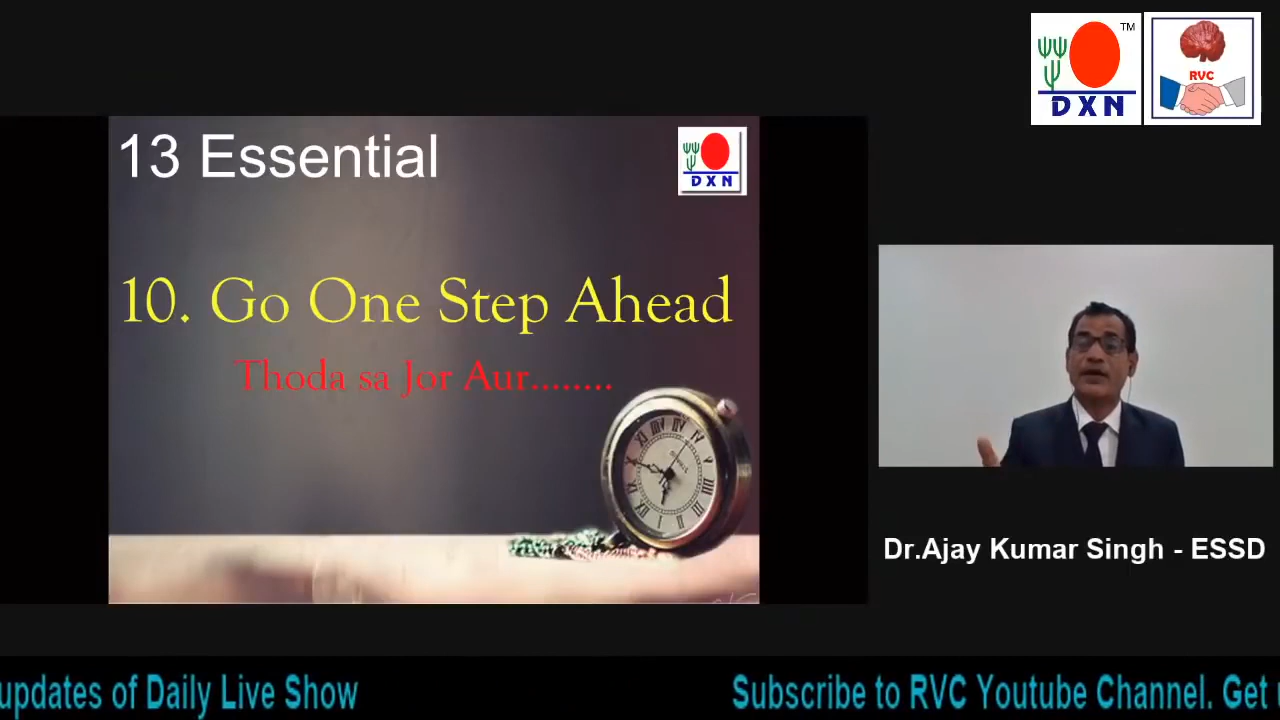 TM
DXN
RVC
13 Essential
DXN
10. Go One Step Ahead
Thoda sa Jor Aur........
Dr.Ajay Kumar Singh - ESSD
updates of Daily Live Show
Subscribe to RVC Youtube Channel. Get